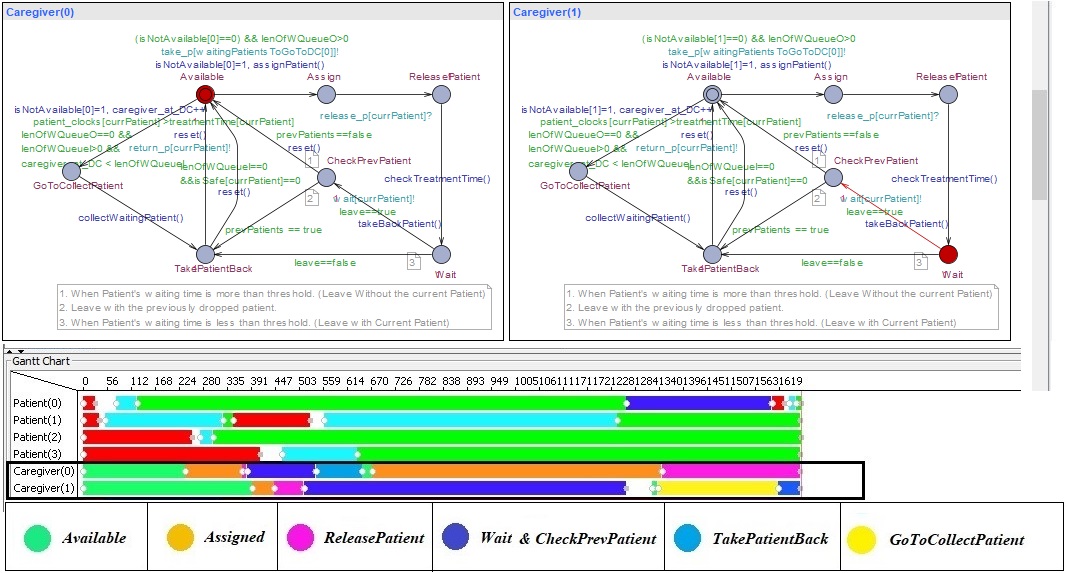 Caregiver(0)
(isNotAvailable[0]==0) && lenOfWQueueO>0
take_p[waitingPatientsToGoToDC[0]]!
isNotAvailable[0]=1, assignPatient()
Available
Assign
ReleasePatient
isNotAvailable[0]=1, caregiver_at_DC++
patient_clocks[currPatient]>treatmentTime[currPatient]
release_p[currPatient]?
lenOfWQueueO==0 &&
reset()
prevPatients==false
lenOfWQueueI>0 &&
return_p[currPatient]!
reset()
caregiver_at_DC < lenOfWQueueI
lenOfWQueueI==0
&&isSafe[currPatient]==0
reset()
1
CheckPrevPatient
checkTreatmentTime()
GoToCollectPatient
2
wait[currPatient]!
leave==true
takeBackPatient()
collectWaitingPatient()
prevPatients == true
leave==false
3
TakePatientBack
Wait
1. When Patient's waiting time is more than threshold. (Leave Without the current Patient)
2. Leave with the previously dropped patient.
3. When Patient's waiting time is less than threshold. (Leave with Current Patient)
Caregiver(1)
(isNotAvailable[1]==0) && lenOfWQueueO>0
take_p[waitingPatientsToGoToDC[0]]!
isNotAvailable[1]=1, assignPatient()
Available
Assign
ReleasePatient
isNotAvailable[1]=1, caregiver_at_DC++
patient_clocks[currPatient]>treatmentTime[currPatient]
release_p[currPatient]?
lenOfWQueueO==0 &&
reset()
prevPatients==false
lenOfWQueueI>0 &&
return_p[currPatient]!
reset()
caregiver_at_DC < lenOfWQueueI
lenOfWQueueI==0
&&isSafe[currPatient]==0
reset()
1
CheckPrevPatient
checkTreatmentTime()
GoToCollectPatient
2
wait[currPatient]!
leave==true
takeBackPatient()
collectWaitingPatient()
prevPatients == true
leave==false
3
TakePatientBack
Wait
1. When Patient's waiting time is more than threshold. (Leave Without the current Patient)
2. Leave with the previously dropped patient.
3. When Patient's waiting time is less than threshold. (Leave with Current Patient)
Gantt Chart
0 56 112 168 224 280 335 391 447 503 559 614 670 726 782 838 893 949 1005 1061 1117 1172 1228 1284 1340 1396 1451 1507 1563 1619
Patient(0)
Patient(1)
Patient(2)
Patient(3)
Caregiver(0)
Caregiver(1)
Available
Assigned
ReleasePatient
Wait & CheckPrevPatient
TakePatientBack
GoToCollectPatient